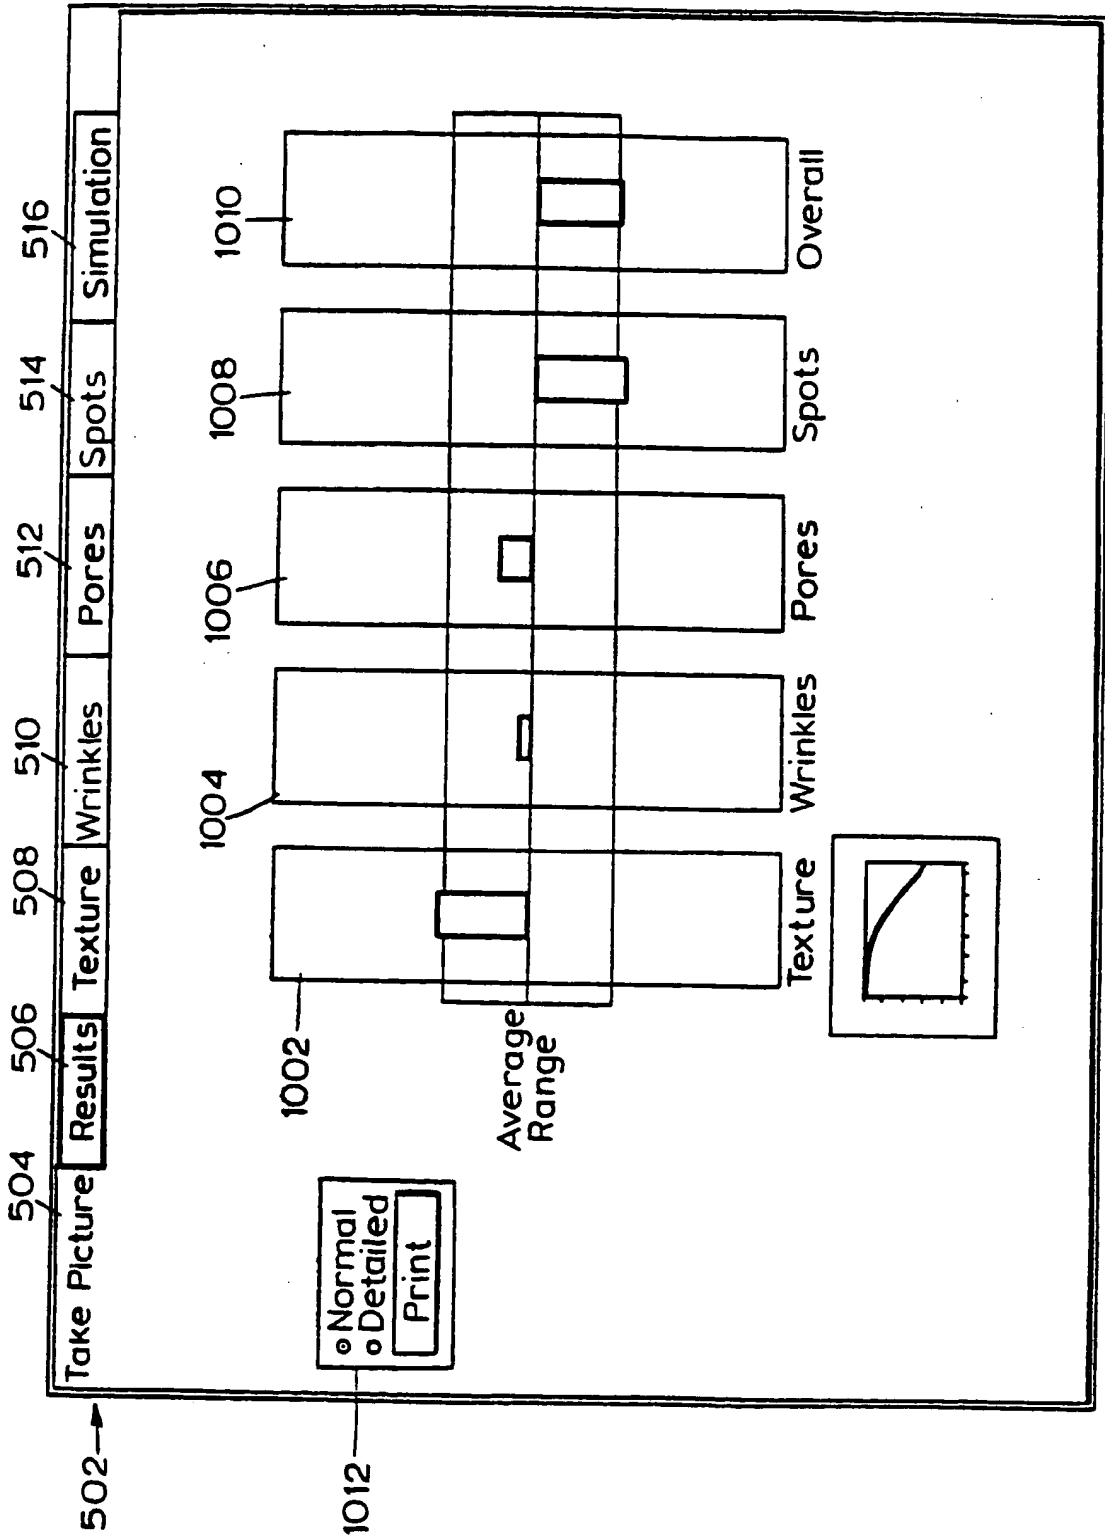 504 506 508 510 512 514 516
502
Take Picture Results Texture Wrinkles Pores Spots Simulation
1002 1004 1006 1008 1010
1012
Normal
Detailed
Print
Average
Range
Texture Wrinkles Pores Spots Overall